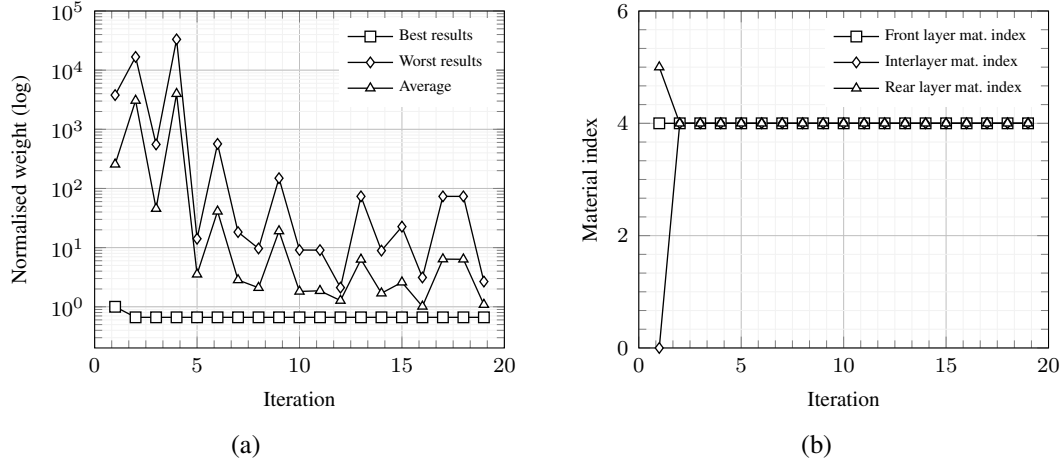 10^5
10^4
10^3
10^2
10^1
10^0
Normalised weight (log)
Best results
Worst results
Average
0
5
10
15
20
Iteration
(a)
6
4
2
0
Material index
Front layer mat. index
Interlayer mat. index
Rear layer mat. index
0
5
10
15
20
Iteration
(b)